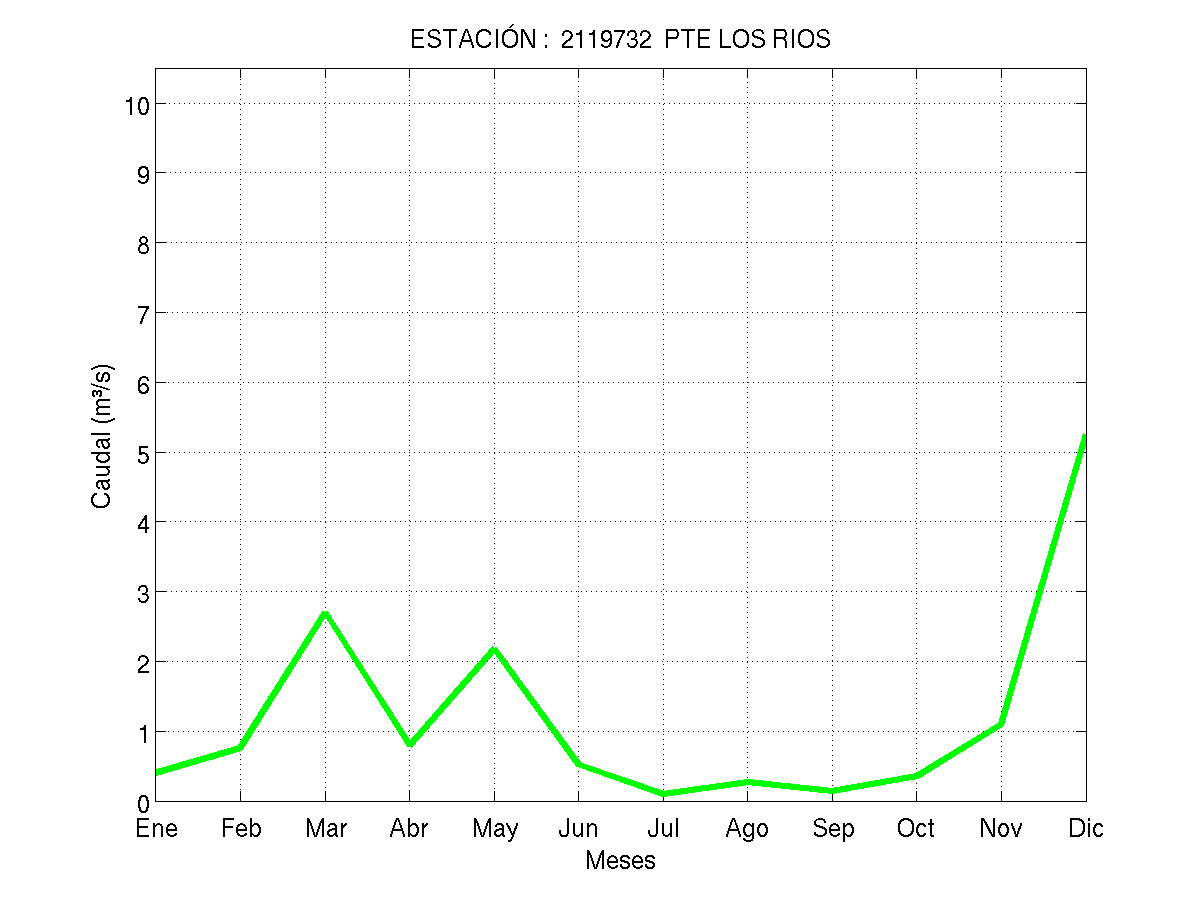 ESTACIÓN : 2119732 PTE LOS RIOS
Caudal (m³/s)
10
9
8
7
6
5
4
3
2
1
0
Ene Feb Mar Abr May Jun Jul Ago Sep Oct Nov Dic
Meses